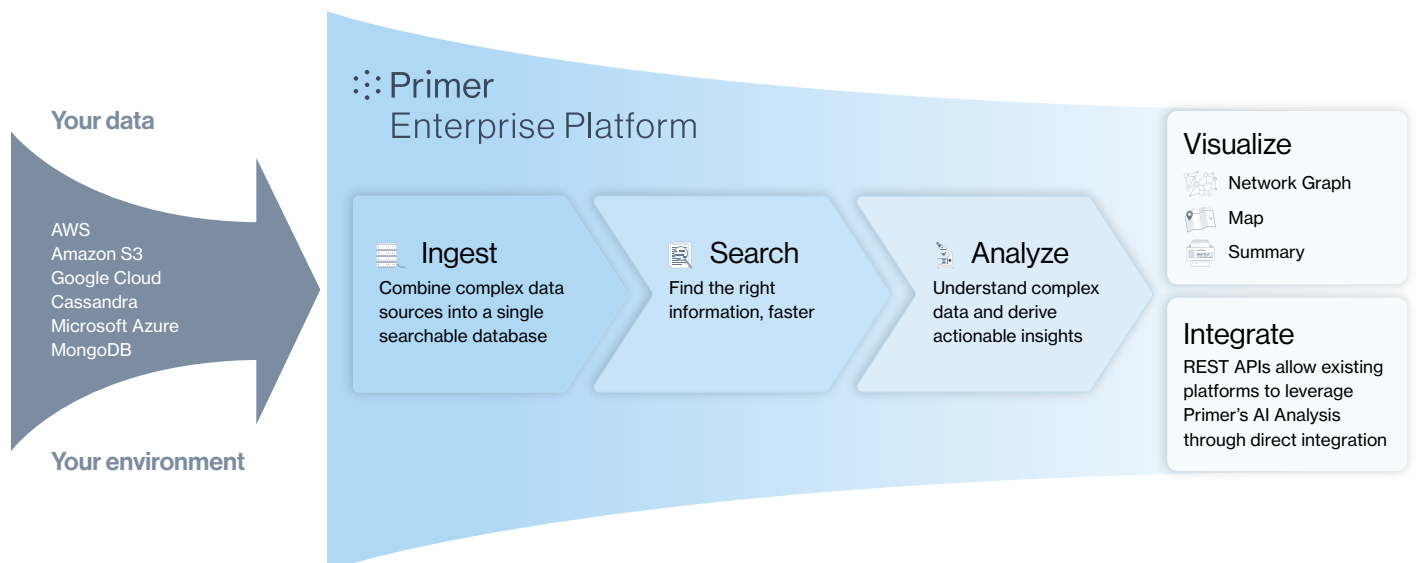 Your data
AWS
Amazon S3
Google Cloud
Cassandra
Microsoft Azure
MongoDB
Your environment
Primer
Enterprise Platform
Ingest
Combine complex data
sources into a single
searchable database
Search
Find the right
information, faster
Analyze
Understand complex
data and derive
actionable insights
Visualize
Network Graph
Map
Summary
Integrate
REST APIs allow existing
platforms to leverage
Primer’s AI Analysis
through direct integration